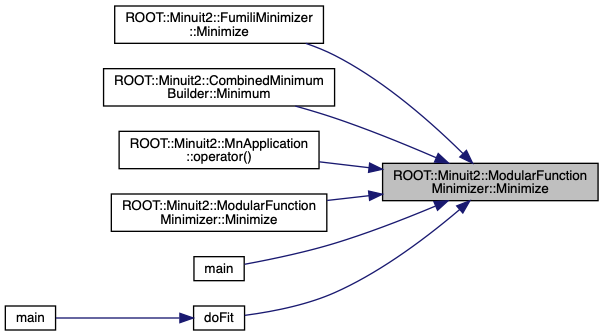 ROOT::Minuit2::FumiliMinimizer
::Minimize
ROOT::Minuit2::CombinedMinimum
Builder::Minimum
ROOT::Minuit2::MnApplication
::operator()
ROOT::Minuit2::ModularFunction
Minimizer::Minimize
ROOT::Minuit2::ModularFunction
Minimizer::Minimize
main
main
doFit